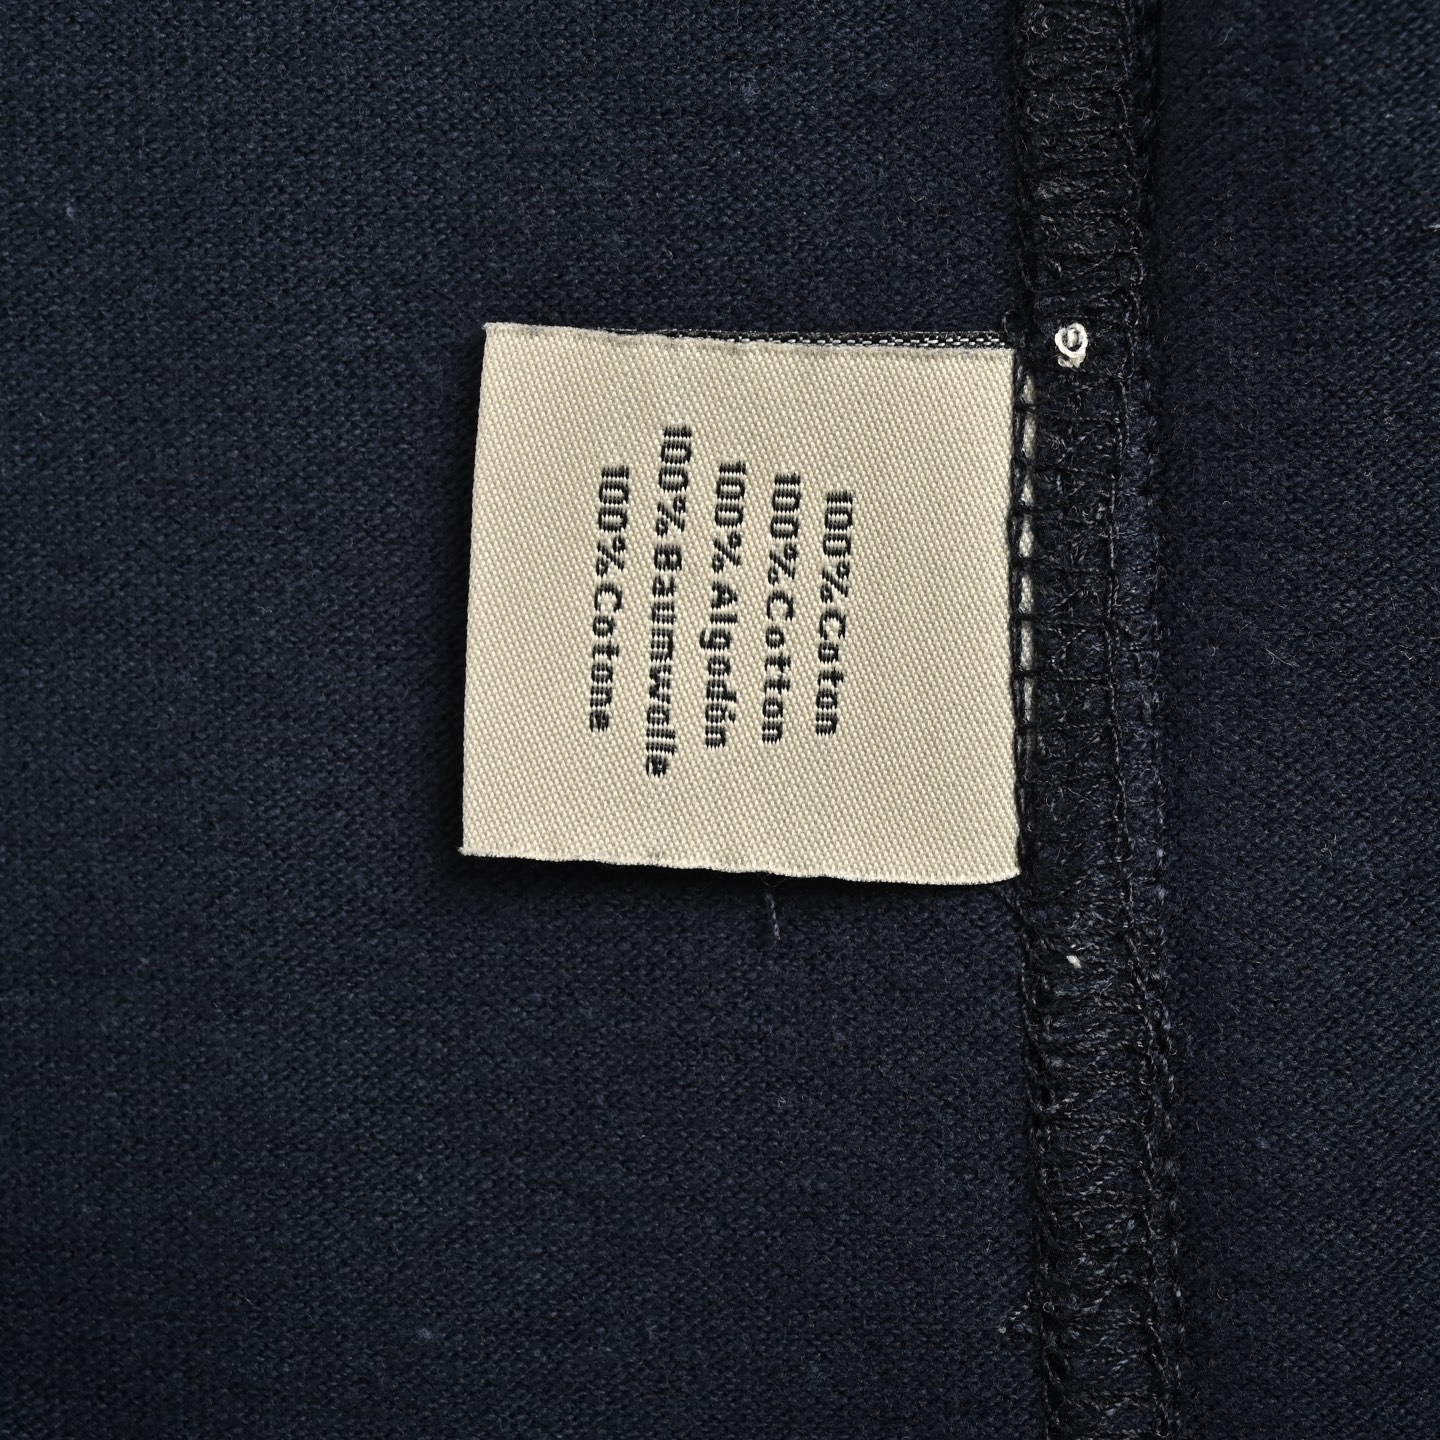 100% Coton
100% Cotton
100% Algodón
100% Baumwolle
100% Cotone